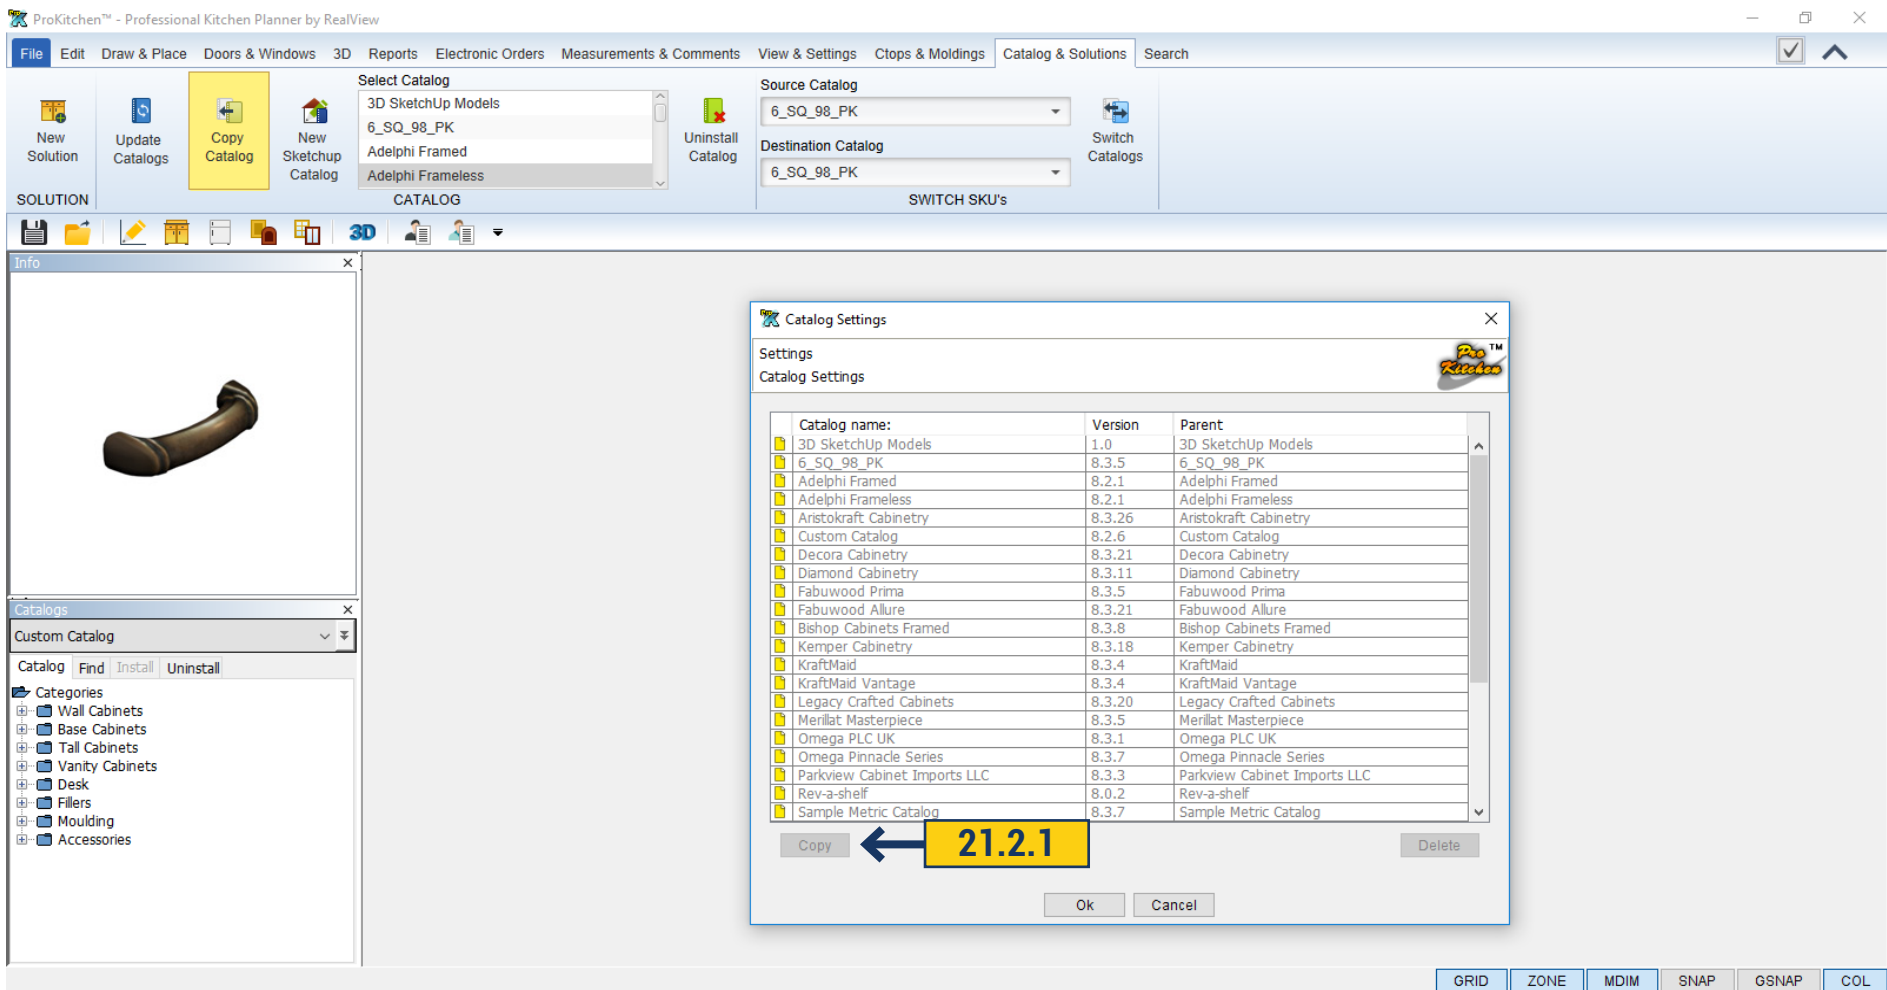 ProKitchen™ - Professional Kitchen Planner by RealView
File Edit Draw & Place Doors & Windows 3D Reports Electronic Orders Measurements & Comments View & Settings Ctops & Moldings Catalog & Solutions Search
New Solution
SOLUTION
Update Catalogs
Copy Catalog
New Sketchup Catalog
Select Catalog
3D SketchUp Models
6_SQ_98_PK
Adelphi Framed
Adelphi Frameless
Uninstall Catalog
CATALOG
Source Catalog
6_SQ_98_PK
Destination Catalog
6_SQ_98_PK
Switch Catalogs
SWITCH SKU's
3D
Info
Catalogs
Custom Catalog
Catalog Find Install Uninstall
Categories
Wall Cabinets
Base Cabinets
Tall Cabinets
Vanity Cabinets
Desk
Fillers
Moulding
Accessories
Catalog Settings
Settings
Catalog Settings
Pro Kitchen TM
Catalog name: Version Parent
3D SketchUp Models 1.0 3D SketchUp Models
6_SQ_98_PK 8.3.5 6_SQ_98_PK
Adelphi Framed 8.2.1 Adelphi Framed
Adelphi Frameless 8.2.1 Adelphi Frameless
Aristokraft Cabinetry 8.3.26 Aristokraft Cabinetry
Custom Catalog 8.2.6 Custom Catalog
Decora Cabinetry 8.3.21 Decora Cabinetry
Diamond Cabinetry 8.3.11 Diamond Cabinetry
Fabuwood Prima 8.3.5 Fabuwood Prima
Fabuwood Allure 8.3.21 Fabuwood Allure
Bishop Cabinets Framed 8.3.8 Bishop Cabinets Framed
Kemper Cabinetry 8.3.18 Kemper Cabinetry
KraftMaid 8.3.4 KraftMaid
KraftMaid Vantage 8.3.4 KraftMaid Vantage
Legacy Crafted Cabinets 8.3.20 Legacy Crafted Cabinets
Merillat Masterpiece 8.3.5 Merillat Masterpiece
Omega PLC UK 8.3.1 Omega PLC UK
Omega Pinnacle Series 8.3.7 Omega Pinnacle Series
Parkview Cabinet Imports LLC 8.3.3 Parkview Cabinet Imports LLC
Rev-a-shelf 8.0.2 Rev-a-shelf
Sample Metric Catalog 8.3.7 Sample Metric Catalog
Copy 21.2.1 Delete
Ok Cancel
GRID ZONE MDIM SNAP GSNAP COL